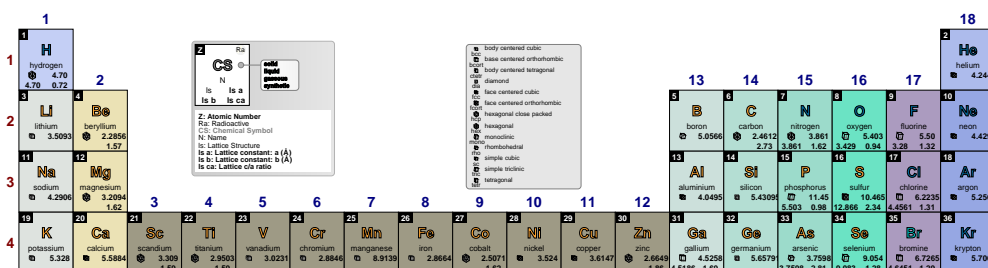 1
18
1
1
H
hydrogen
4.70
4.70 0.72
2
He
helium
Z
Ra
CS
N
ls
ls a
ls b
ls ca
solid
liquid
gaseous
synthetic
Z: Atomic Number
Ra: Radioactive
CS: Chemical Symbol
N: Name
ls: Lattice Structure
ls a: Lattice constant: a (Å)
ls b: Lattice constant: b (Å)
ls ca: Lattice c/a ratio
body centered cubic
bcc
base centered orthorhombic
body centered tetragonal
diamond
dia
face centered cubic
fcc
face centered orthorhombic
hexagonal close packed
hcp
hexagonal
hex
monoclinic
mono
rhombohedral
rho
simple cubic
sc
simple triclinic
tetragonal
tetr
2
13
14
15
16
17
2
3
Li
lithium
3.5093
4
Be
beryllium
2.2856
1.57
5
B
boron
5.0566
6
C
carbon
2.4612
2.73
7
N
nitrogen
3.861
3.861 1.62
8
O
oxygen
5.403
3.429 0.94
9
F
fluorine
5.50
3.28 1.32
10
Ne
neon
3
11
Na
sodium
4.2906
12
Mg
magnesium
3.2094
1.62
13
Al
aluminium
4.0495
14
Si
silicon
15
P
phosphorus
11.45
5.503 0.98
16
S
sulfur
10.465
12.866 2.34
17
Cl
chlorine
6.2235
4.4561 1.31
18
Ar
argon
3
4
5
6
7
8
9
10
11
12
4
19
K
potassium
5.328
20
Ca
calcium
5.5884
21
Sc
scandium
3.309
22
Ti
titanium
2.9503
23
V
vanadium
3.0231
24
Cr
chromium
2.8846
25
Mn
manganese
8.9139
26
Fe
iron
2.8664
27
Co
cobalt
2.5071
28
Ni
nickel
3.524
29
Cu
copper
3.6147
30
Zn
zinc
2.6649
31
Ga
gallium
4.5258
32
Ge
germanium
33
As
arsenic
3.7598
34
Se
selenium
9.054
35
Br
bromine
6.7265
36
Kr
krypton